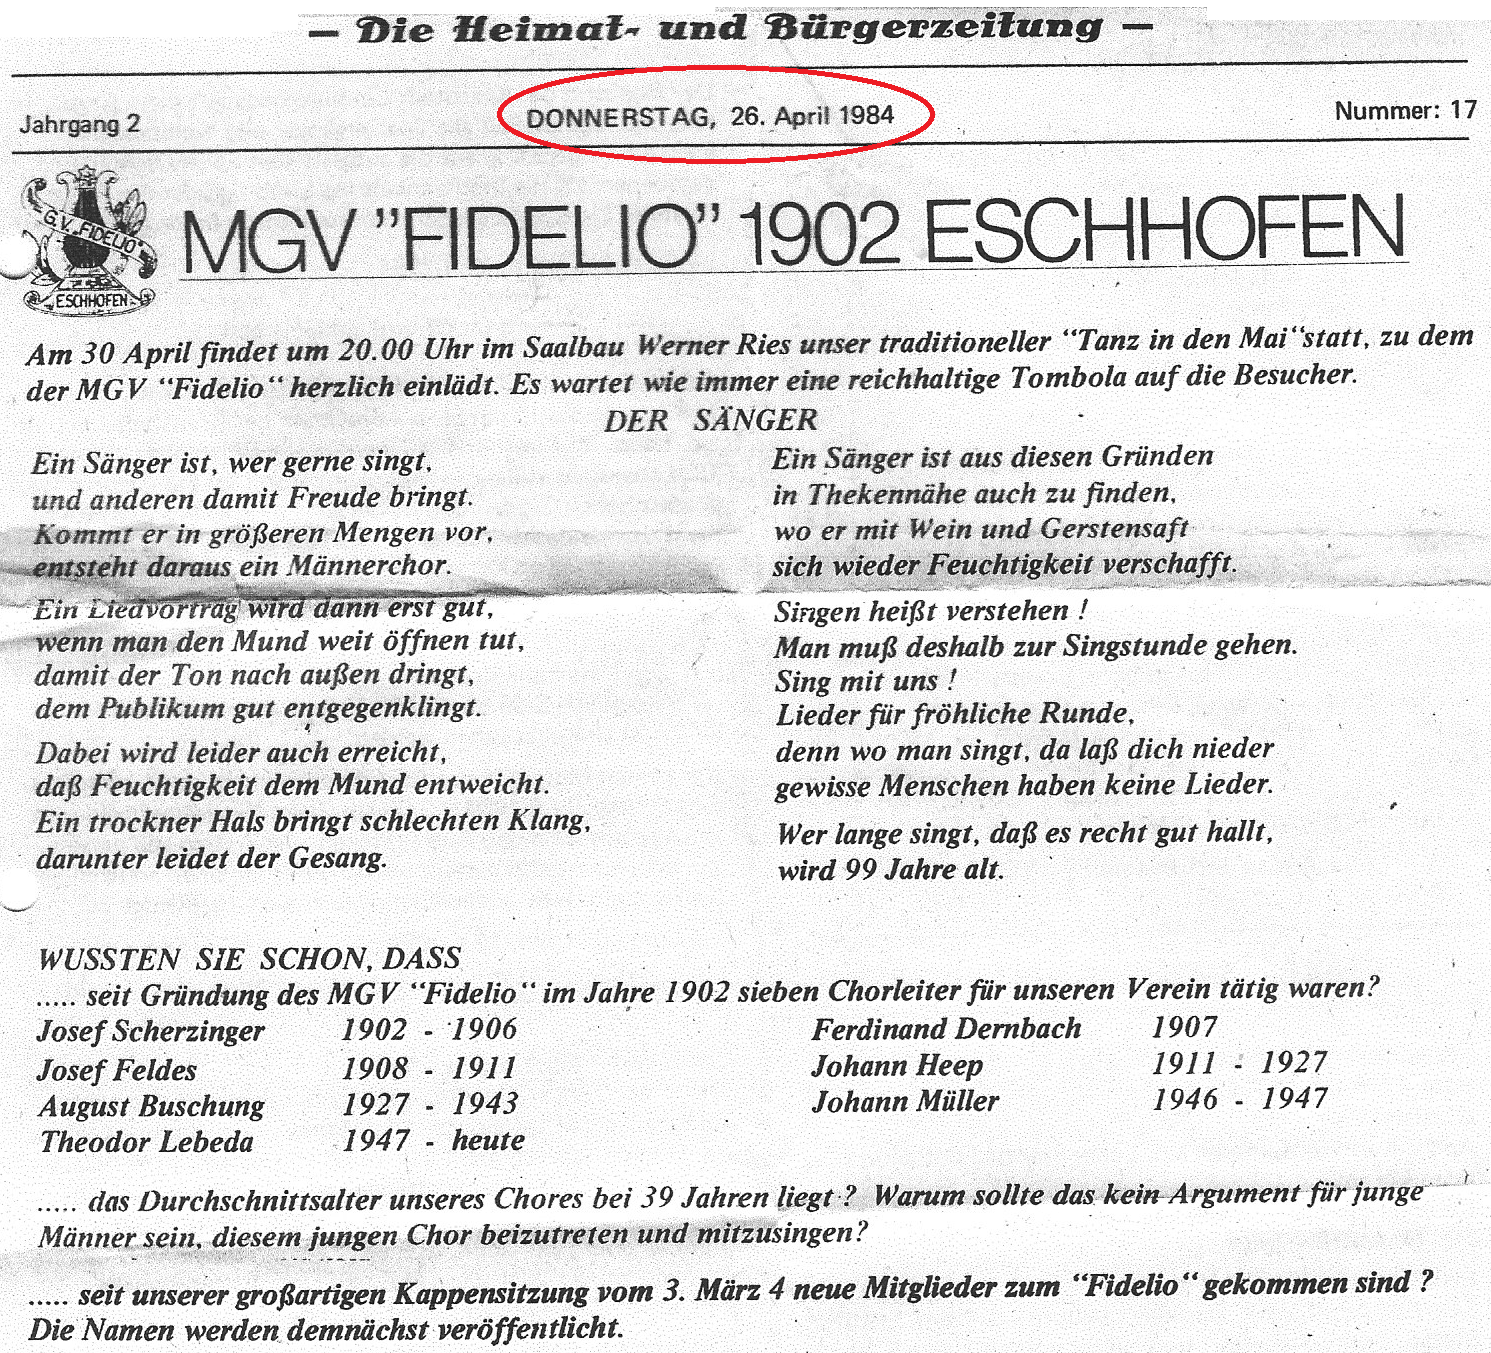 — Die Heimat- und Bürgerzeitung —
Jahrgang 2
DONNERSTAG, 26. April 1984
Nummer: 17
G.V. "FIDELIO"
ESCHHOFEN
MGV "FIDELIO" 1902 ESCHHOFEN
Am 30 April findet um 20.00 Uhr im Saalbau Werner Ries unser traditioneller "Tanz in den Mai" statt, zu dem
der MGV "Fidelio" herzlich einlädt. Es wartet wie immer eine reichhaltige Tombola auf die Besucher.
DER SÄNGER
Ein Sänger ist, wer gerne singt,
und anderen damit Freude bringt.
Kommt er in größeren Mengen vor,
entsteht daraus ein Männerchor.
Ein Liedvortrag wird dann erst gut,
wenn man den Mund weit öffnen tut,
damit der Ton nach außen dringt,
dem Publikum gut entgegenklingt.
Dabei wird leider auch erreicht,
daß Feuchtigkeit dem Mund entweicht.
Ein trockner Hals bringt schlechten Klang,
darunter leidet der Gesang.
Ein Sänger ist aus diesen Gründen
in Thekennähe auch zu finden,
wo er mit Wein und Gerstensaft
sich wieder Feuchtigkeit verschafft.
Singen heißt verstehen !
Man muß deshalb zur Singstunde gehen.
Sing mit uns !
Lieder für fröhliche Runde,
denn wo man singt, da laß dich nieder
gewisse Menschen haben keine Lieder.
Wer lange singt, daß es recht gut hallt,
wird 99 Jahre alt.
WUSSTEN SIE SCHON, DASS
..... seit Gründung des MGV "Fidelio" im Jahre 1902 sieben Chorleiter für unseren Verein tätig waren?
Josef Scherzinger 1902 - 1906 Ferdinand Dernbach 1907
Josef Feldes 1908 - 1911 Johann Heep 1911 - 1927
August Buschung 1927 - 1943 Johann Müller 1946 - 1947
Theodor Lebeda 1947 - heute
..... das Durchschnittsalter unseres Chores bei 39 Jahren liegt ? Warum sollte das kein Argument für junge
Männer sein, diesem jungen Chor beizutreten und mitzusingen?
..... seit unserer großartigen Kappensitzung vom 3. März 4 neue Mitglieder zum "Fidelio" gekommen sind ?
Die Namen werden demnächst veröffentlicht.